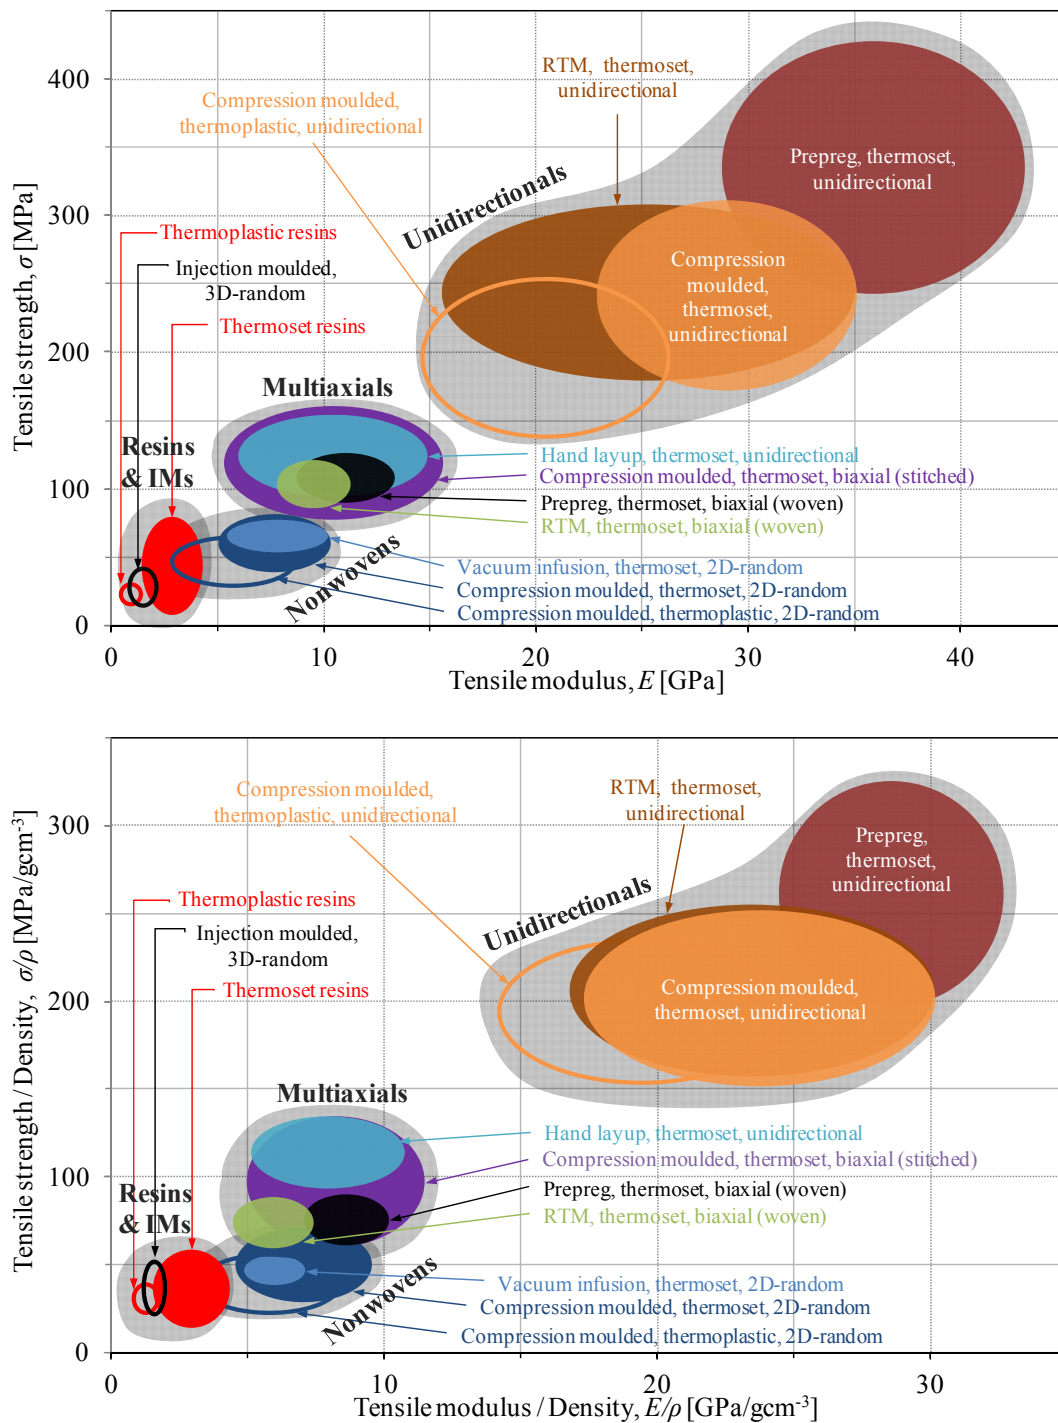 400
300
200
100
0
Tensile strength, σ [MPa]
RTM, thermoset,
unidirectional
Compression moulded,
thermoplastic, unidirectional
Prepreg, thermoset,
unidirectional
Unidirectionals
Thermoplastic resins
Injection moulded,
3D-random
Compression
moulded,
thermoset,
unidirectional
Thermoset resins
Multiaxials
Resins
& IMs
Hand layup, thermoset, unidirectional
Compression moulded, thermoset, biaxial (stitched)
Prepreg, thermoset, biaxial (woven)
RTM, thermoset, biaxial (woven)
Nonwovens
Vacuum infusion, thermoset, 2D-random
Compression moulded, thermoset, 2D-random
Compression moulded, thermoplastic, 2D-random
0 10 20 30 40
Tensile modulus, E [GPa]
300
200
100
0
Tensile strength / Density, σ/ρ [MPa/gcm⁻³]
Compression moulded,
thermoplastic, unidirectional
RTM, thermoset,
unidirectional
Prepreg,
thermoset,
unidirectional
Unidirectionals
Thermoplastic resins
Injection moulded,
3D-random
Thermoset resins
Compression moulded,
thermoset, unidirectional
Multiaxials
Hand layup, thermoset, unidirectional
Compression moulded, thermoset, biaxial (stitched)
Resins
& IMs
Prepreg, thermoset, biaxial (woven)
RTM, thermoset, biaxial (woven)
Nonwovens
Vacuum infusion, thermoset, 2D-random
Compression moulded, thermoset, 2D-random
Compression moulded, thermoplastic, 2D-random
0 10 20 30
Tensile modulus / Density, E/ρ [GPa/gcm⁻³]